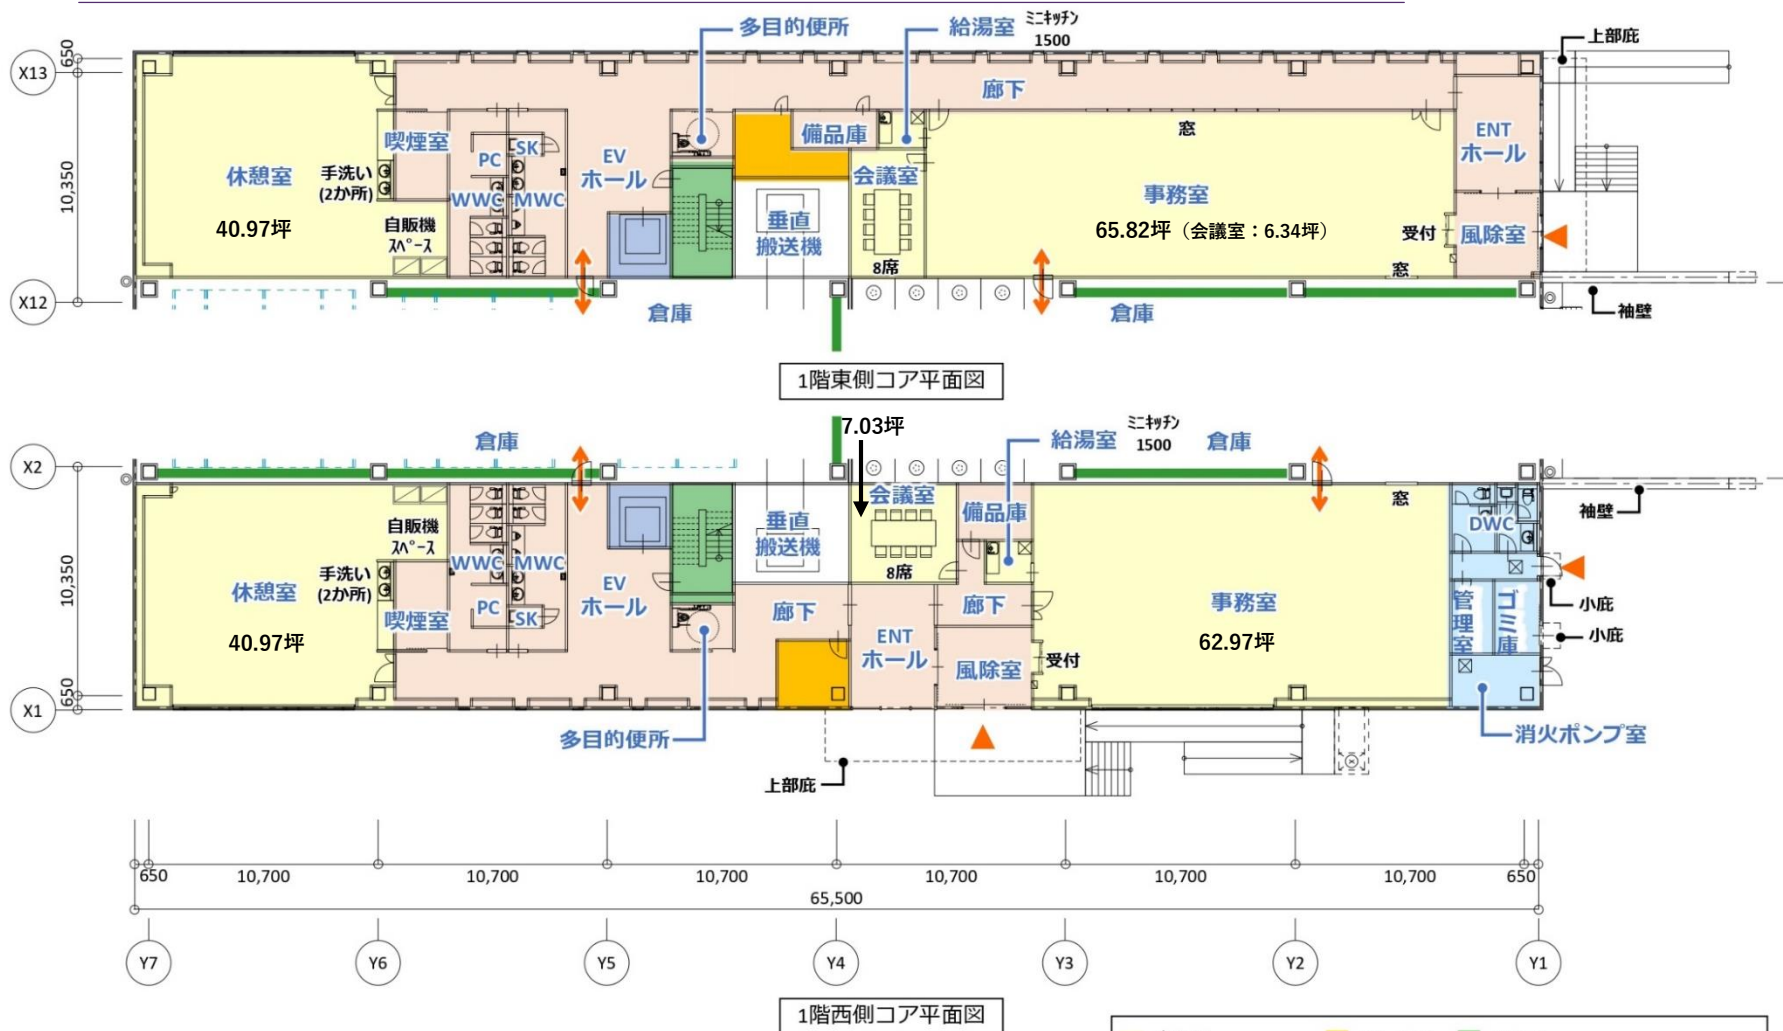 多目的便所
給湯室
ミニキッチン
1500
上部庇
X13
650
10,350
X12
廊下
喫煙室
備品庫
窓
ENT
ホール
休憩室
40.97坪
手洗い
(2か所)
PC
SK
EV
ホール
会議室
事務室
65.82坪（会議室：6.34坪）
WWC
MWC
自販機
スペース
垂直
搬送機
8席
受付
風除室
窓
倉庫
倉庫
袖壁
1階東側コア平面図
7.03坪
ミニキッチン
1500
倉庫
給湯室
倉庫
X2
10,350
650
X1
会議室
備品庫
窓
DWC
袖壁
自販機
スペース
垂直
搬送機
WWC
MWC
8席
手洗い
(2か所)
休憩室
40.97坪
喫煙室
PC
SK
EV
ホール
廊下
ENT
ホール
廊下
事務室
62.97坪
管理室
ゴミ庫
小庇
小庇
受付
風除室
多目的便所
消火ポンプ室
上部庇
650
10,700
10,700
10,700
10,700
10,700
10,700
650
65,500
Y7
Y6
Y5
Y4
Y3
Y2
Y1
1階西側コア平面図